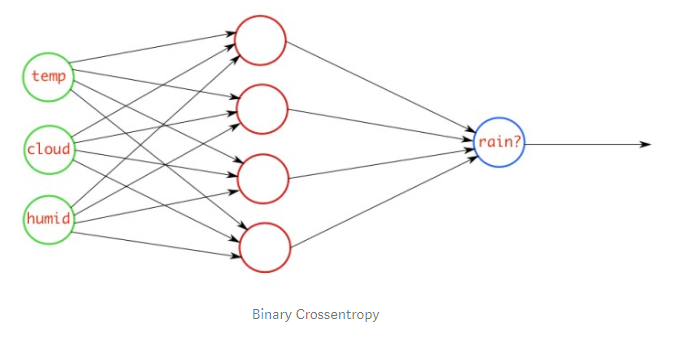 temp
cloud
humid
rain?
Binary Crossentropy